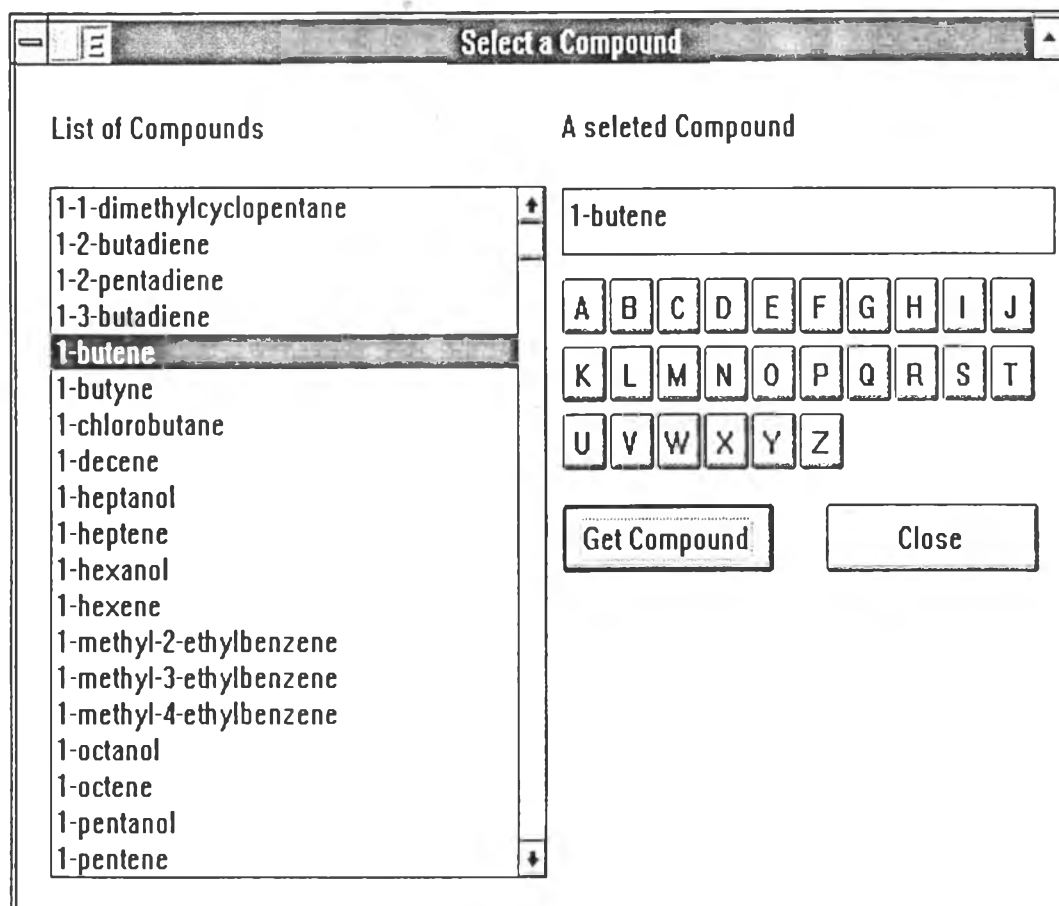 Select a Compound
List of Compounds
A seleted Compound
1-1-dimethylcyclopentane
1-2-butadiene
1-2-pentadiene
1-3-butadiene
1-butene
1-butyne
1-chlorobutane
1-decene
1-heptanol
1-heptene
1-hexanol
1-hexene
1-methyl-2-ethylbenzene
1-methyl-3-ethylbenzene
1-methyl-4-ethylbenzene
1-octanol
1-octene
1-pentanol
1-pentene
1-butene
A B C D E F G H I J
K L M N O P Q R S T
U V W X Y Z
Get Compound
Close